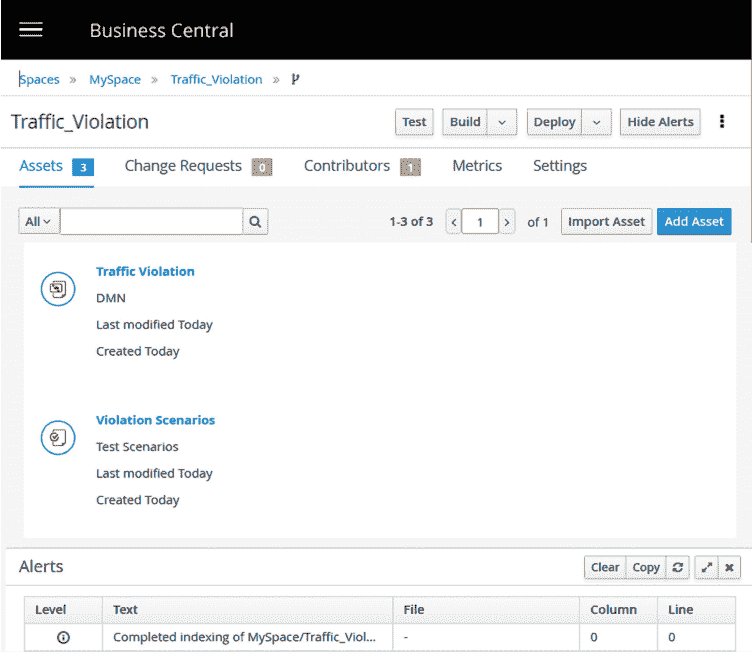 Business Central
Spaces » MySpace » Traffic_Violation »
Traffic_Violation Test Build Deploy Hide Alerts
Assets 3 Change Requests 0 Contributors 1 Metrics Settings
All 1-3 of 3 < 1 > of 1 Import Asset Add Asset
Traffic Violation
DMN
Last modified Today
Created Today
Violation Scenarios
Test Scenarios
Last modified Today
Created Today
Alerts Clear Copy
Level Text File Column Line
Completed indexing of MySpace/Traffic_Viol... - 0 0